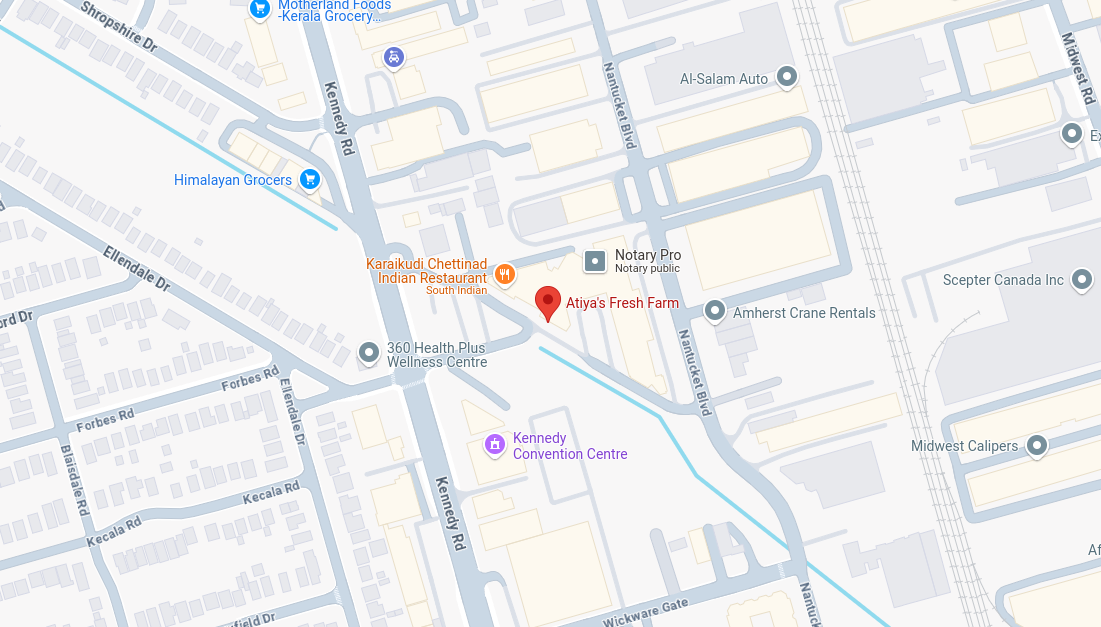 Motherland Foods
-Kerala Grocery...
Shropshire Dr
Kennedy Rd
Nantucket Blvd
Al-Salam Auto
Midwest Rd
Himalayan Grocers
Ellendale Dr
Karaikudi Chettinad
Indian Restaurant
South Indian
Notary Pro
Notary public
Atiya's Fresh Farm
Scepter Canada Inc
Amherst Crane Rentals
360 Health Plus
Wellness Centre
Nantucket Blvd
Forbes Rd
Ellendale Dr
Forbes Rd
Blaisdale Rd
Kennedy
Convention Centre
Midwest Calipers
Kecala Rd
Kennedy Rd
Kecala Rd
Wickware Gate